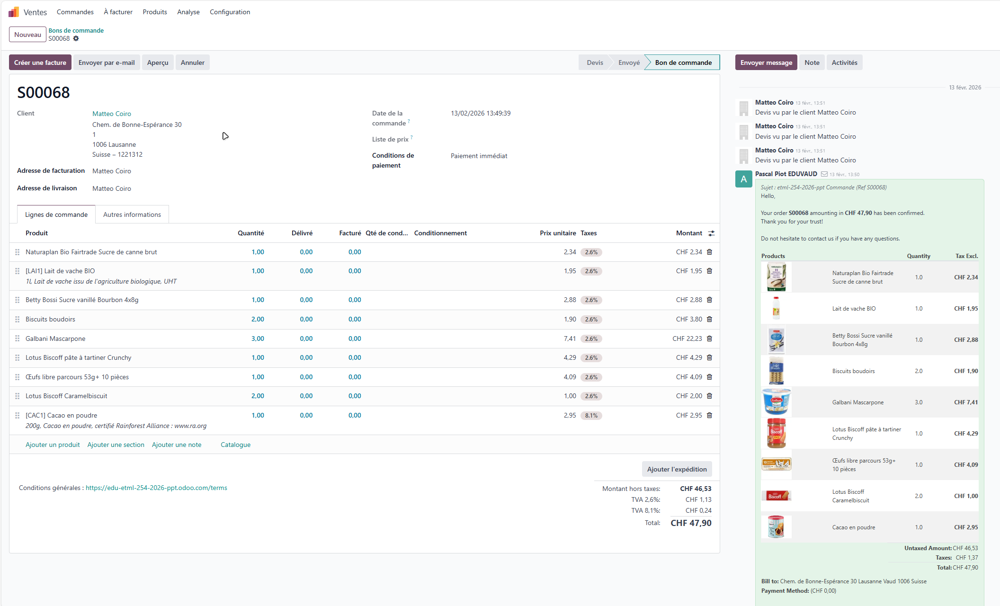 Ventes Commandes À facturer Produits Analyse Configuration
Nouveau
Bons de commande
S00068
Créer une facture Envoyer par e-mail Aperçu Annuler
Devis Envoyé Bon de commande
S00068
Client
Matteo Coiro
Chem. de Bonne-Espérance 30
1
1006 Lausanne
Suisse – 1221312
Adresse de facturation Matteo Coiro
Adresse de livraison Matteo Coiro
Date de la commande ? 13/02/2026 13:49:39
Liste de prix ?
Conditions de paiement Paiement immédiat
Lignes de commande Autres informations
Produit Quantité Délivré Facturé Qté de cond... Conditionnement Prix unitaire Taxes Montant
Naturaplan Bio Fairtrade Sucre de canne brut 1,00 0,00 0,00 2,34 2.6% CHF 2,34
[LAI1] Lait de vache BIO 1,00 0,00 0,00 1,95 2.6% CHF 1,95
1l, Lait de vache issu de l'agriculture biologique, UHT
Betty Bossi Sucre vanillé Bourbon 4x8g 1,00 0,00 0,00 2,88 2.6% CHF 2,88
Biscuits boudoirs 2,00 0,00 0,00 1,90 2.6% CHF 3,80
Galbani Mascarpone 3,00 0,00 0,00 7,41 2.6% CHF 22,23
Lotus Biscoff pâte à tartiner Crunchy 1,00 0,00 0,00 4,29 2.6% CHF 4,29
Œufs libre parcours 53g+ 10 pièces 1,00 0,00 0,00 4,09 2.6% CHF 4,09
Lotus Biscoff Caramelbiscuit 2,00 0,00 0,00 1,00 2.6% CHF 2,00
[CAC1] Cacao en poudre 1,00 0,00 0,00 2,95 8.1% CHF 2,95
200g, Cacao en poudre, certifié Rainforest Alliance : www.ra.org
Ajouter un produit Ajouter une section Ajouter une note Catalogue
Ajouter l'expédition
Conditions générales : https://edu-etml-254-2026-ppt.odoo.com/terms
Montant hors taxes: CHF 46,53
TVA 2,6%: CHF 1,13
TVA 8,1%: CHF 0,24
Total: CHF 47,90
Envoyer message Note Activités
13 févr. 2026
Matteo Coiro 13 févr., 13:51
Devis vu par le client Matteo Coiro
Matteo Coiro 13 févr., 13:51
Devis vu par le client Matteo Coiro
Matteo Coiro 13 févr., 13:51
Devis vu par le client Matteo Coiro
A
Pascal Piot EDUVAUD 13 févr., 13:50
Sujet : etml-254-2026-ppt Commande (Ref S00068)
Hello,
Your order S00068 amounting in CHF 47,90 has been confirmed.
Thank you for your trust!
Do not hesitate to contact us if you have any questions.
Products Quantity Tax Excl.
naturaplan
Naturaplan Bio Fairtrade
Sucre de canne brut 1.0 CHF 2,34
Lait de vache BIO 1.0 CHF 1,95
Betty Bossi Sucre vanillé
Bourbon 4x8g 1.0 CHF 2,88
Biscuits boudoirs 2.0 CHF 1,90
Galbani
Galbani Mascarpone 3.0 CHF 7,41
Biscoff
Lotus Biscoff pâte à tartiner
Crunchy 1.0 CHF 4,29
Œufs libre parcours 53g+
10 pièces 1.0 CHF 4,09
Biscoff
Lotus Biscoff
Caramelbiscuit 2.0 CHF 1,00
Cacao en poudre 1.0 CHF 2,95
Untaxed Amount: CHF 46,53
Taxes: CHF 1,37
Total: CHF 47,90
Bill to: Chem. de Bonne-Espérance 30 Lausanne Vaud 1006 Suisse
Payment Method: (CHF 0,00)